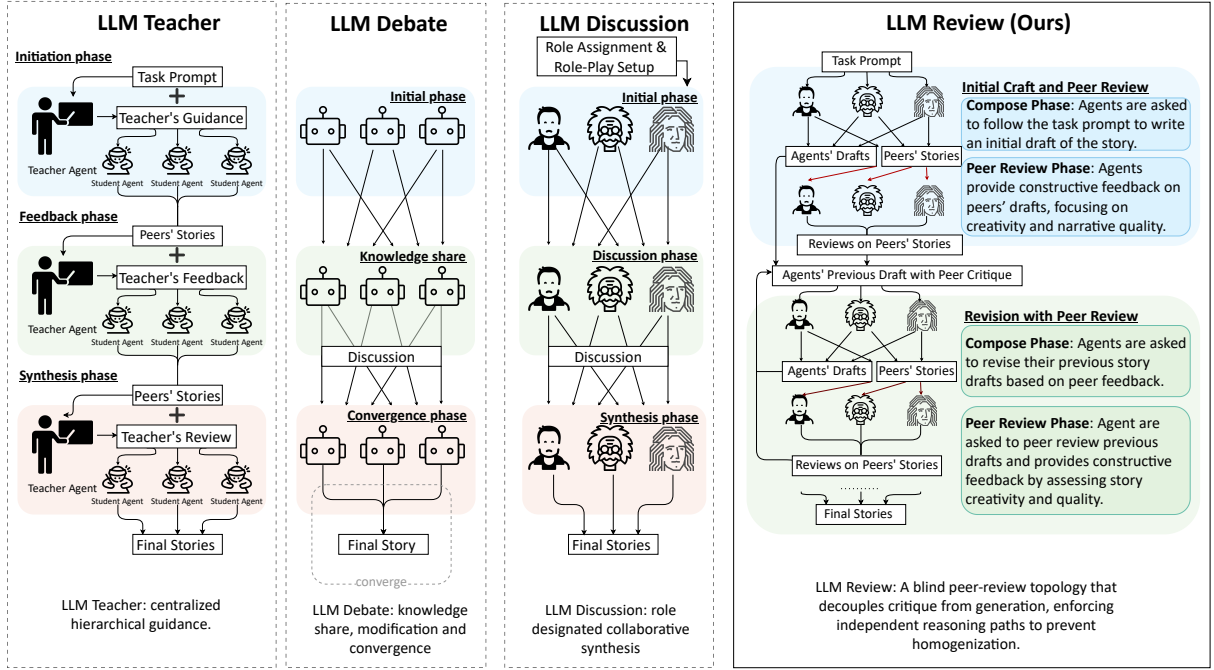 LLM Teacher
Initiation phase
Task Prompt
+
Teacher's Guidance
Teacher Agent
Student Agent
Student Agent
Student Agent
Feedback phase
Peers' Stories
+
Teacher's Feedback
Teacher Agent
Student Agent
Student Agent
Student Agent
Synthesis phase
Peers' Stories
+
Teacher's Review
Teacher Agent
Student Agent
Student Agent
Student Agent
Final Stories
LLM Teacher: centralized
hierarchical guidance.
LLM Debate
Initial phase
Knowledge share
Discussion
Convergence phase
Final Story
converge
LLM Debate: knowledge
share, modification and
convergence
LLM Discussion
Role Assignment &
Role-Play Setup
Initial phase
Discussion phase
Discussion
Synthesis phase
Final Stories
LLM Discussion: role
designated collaborative
synthesis
LLM Review (Ours)
Task Prompt
Agents' Drafts
Peers' Stories
Reviews on Peers' Stories
Agents' Previous Draft with Peer Critique
Agents' Drafts
Peers' Stories
Reviews on Peers' Stories
........
Final Stories
Initial Craft and Peer Review
Compose Phase: Agents are asked
to follow the task prompt to write
an initial draft of the story.
Peer Review Phase: Agents
provide constructive feedback on
peers' drafts, focusing on
creativity and narrative quality.
Revision with Peer Review
Compose Phase: Agents are asked
to revise their previous story
drafts based on peer feedback.
Peer Review Phase: Agent are
asked to peer review previous
drafts and provides constructive
feedback by assessing story
creativity and quality.
LLM Review: A blind peer-review topology that
decouples critique from generation, enforcing
independent reasoning paths to prevent
homogenization.